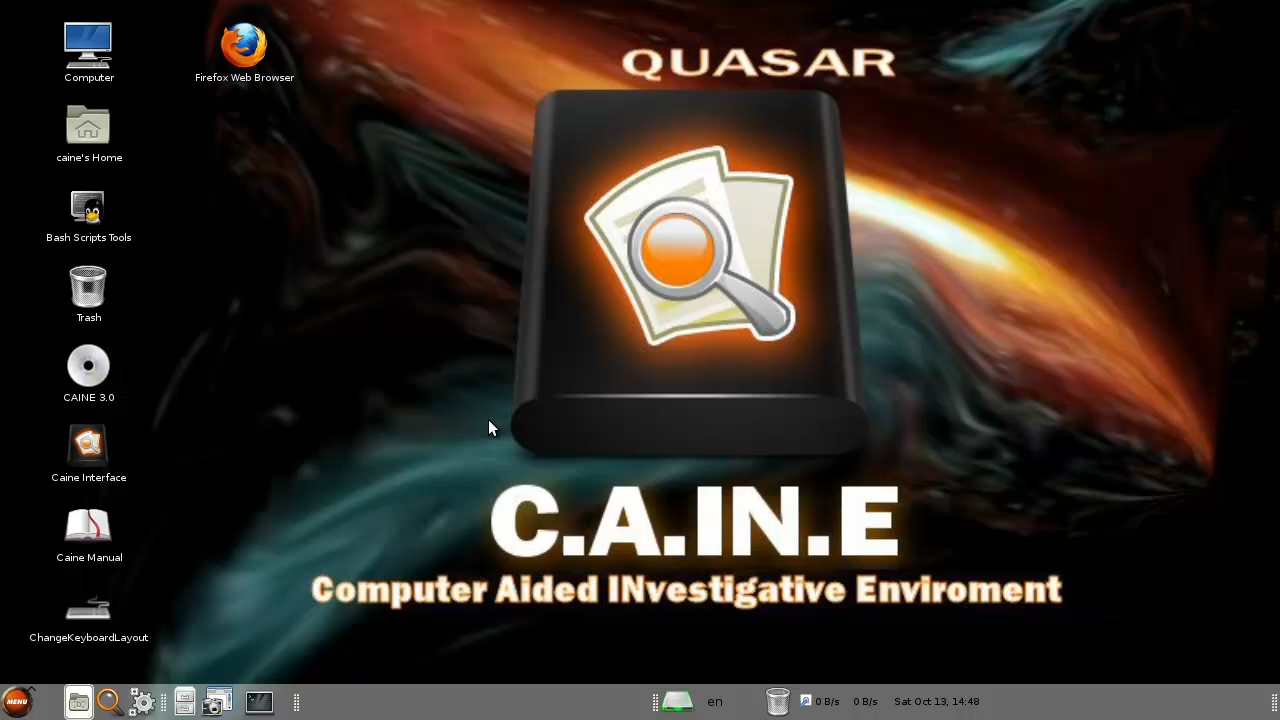 Computer
Firefox Web Browser
caine's Home
Bash Scripts Tools
Trash
CAINE 3.0
Caine Interface
Caine Manual
ChangeKeyboardLayout
QUASAR
C.A.IN.E
Computer Aided INvestigative Enviroment
MENU
en
0 B/s
0 B/s
Sat Oct 13, 14:48